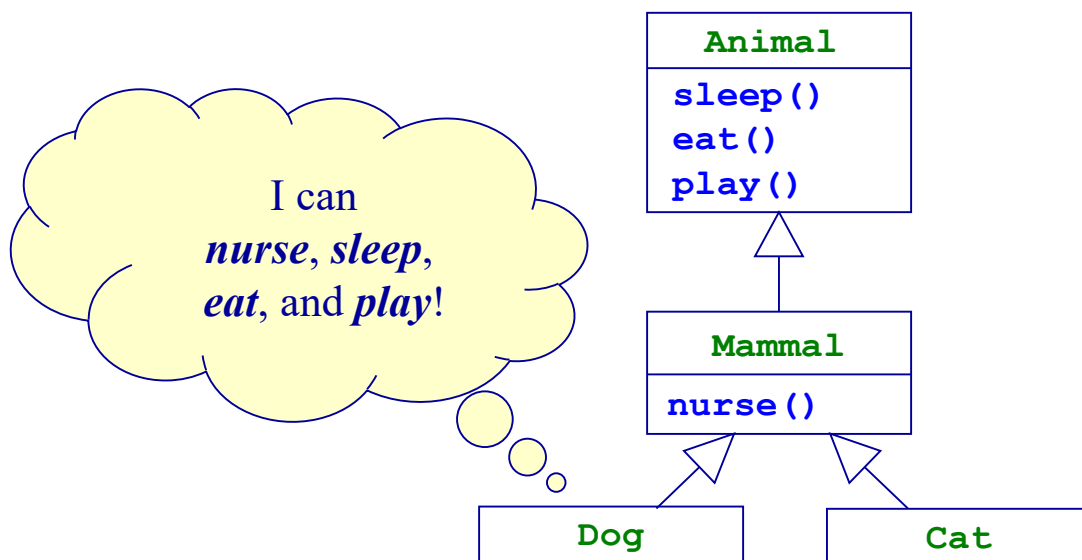 Animal
sleep()
eat()
play()
I can
nurse, sleep,
eat, and play!
Mammal
nurse()
Dog
Cat